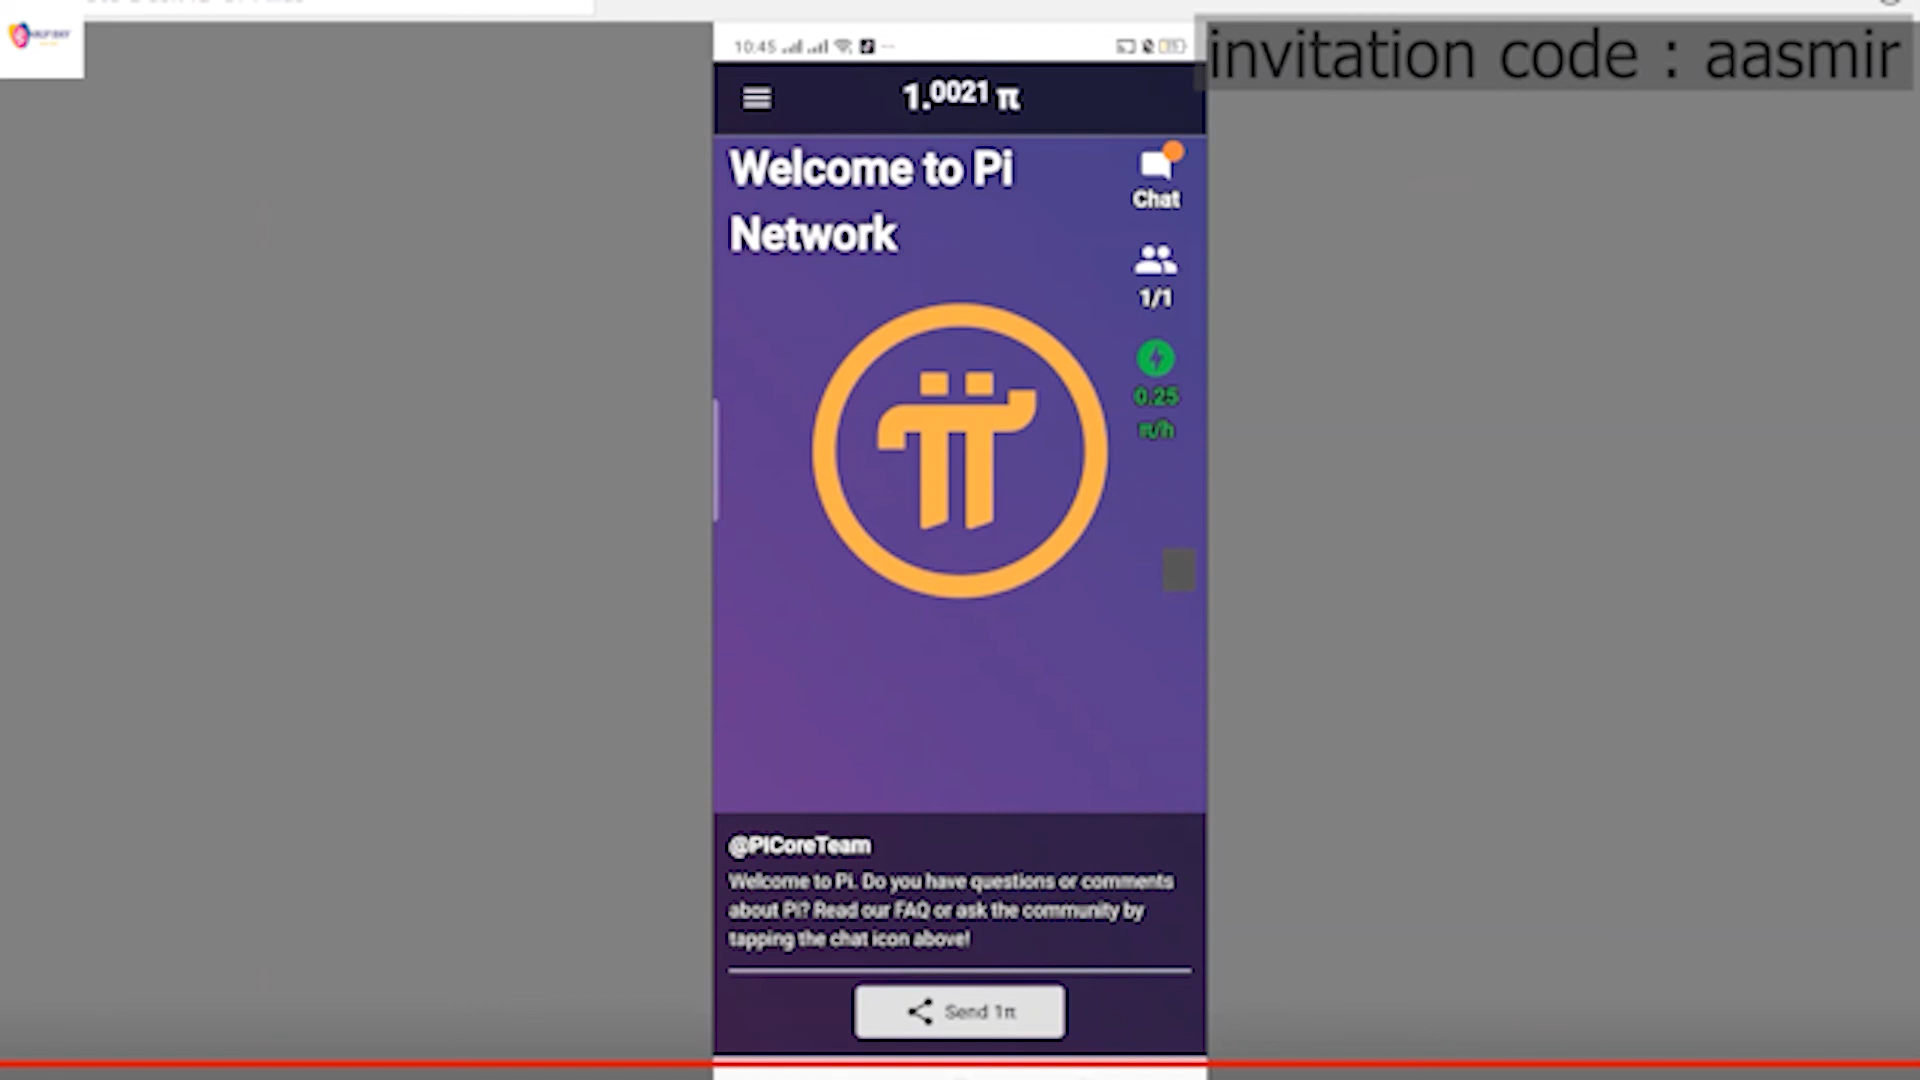 invitation code : aasmir
10:45
1.0021 π
Welcome to Pi
Network
Chat
1/1
0.25
π/h
@PiCoreTeam
Welcome to Pi. Do you have questions or comments
about Pi? Read our FAQ or ask the community by
tapping the chat icon above!
Send 1π